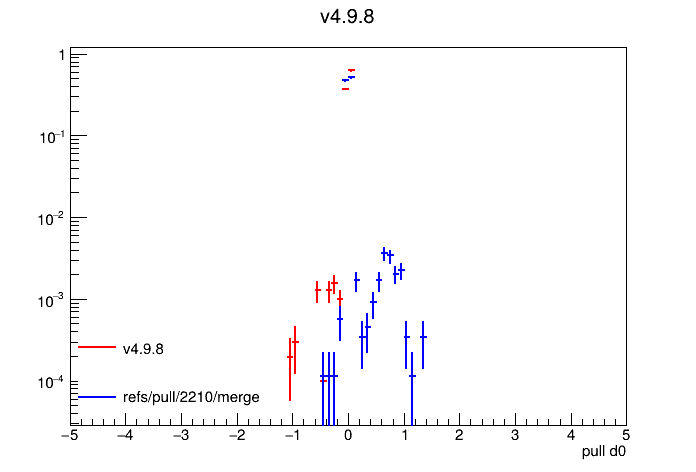 v4.9.8
1
10⁻¹
10⁻²
10⁻³
10⁻⁴
v4.9.8
refs/pull/2210/merge
−5 −4 −3 −2 −1 0 1 2 3 4 5
pull d0